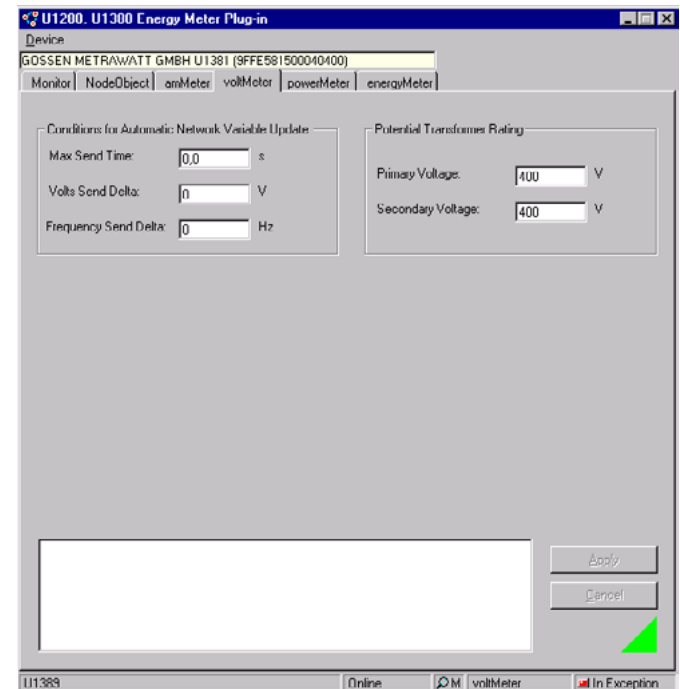 U1200. U1300 Energy Meter Plug-in
Device
GOSSEN METRAWATT GMBH U1381 (9FFE581500040400)
Monitor NodeObject amMeter voltMeter powerMeter energyMeter
Conditions for Automatic Network Variable Update
Max Send Time: 0,0 s
Volts Send Delta: 0 V
Frequency Send Delta: 0 Hz
Potential Transformer Rating
Primary Voltage: 400 V
Secondary Voltage: 400 V
Apply
Cancel
U1389 Online M voltMeter In Exception